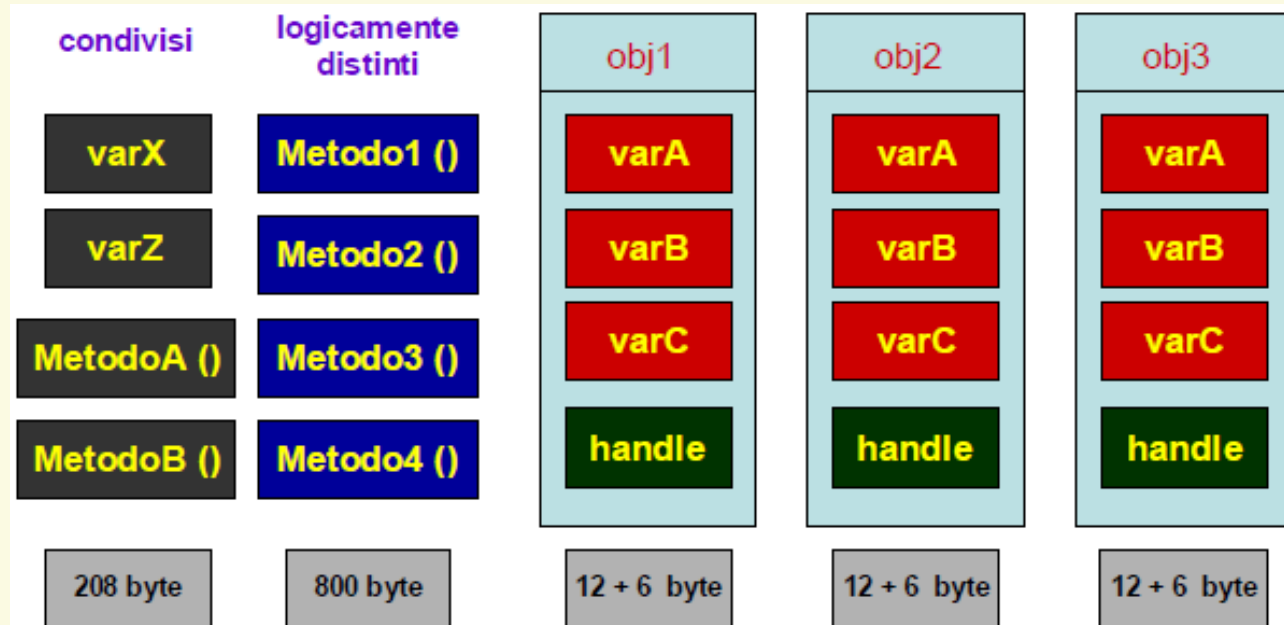 condivisi
logicamente
distinti
obj1
obj2
obj3
varX
Metodo1 ()
varA
varA
varA
varZ
Metodo2 ()
varB
varB
varB
MetodoA ()
Metodo3 ()
varC
varC
varC
MetodoB ()
Metodo4 ()
handle
handle
handle
208 byte
800 byte
12 + 6 byte
12 + 6 byte
12 + 6 byte